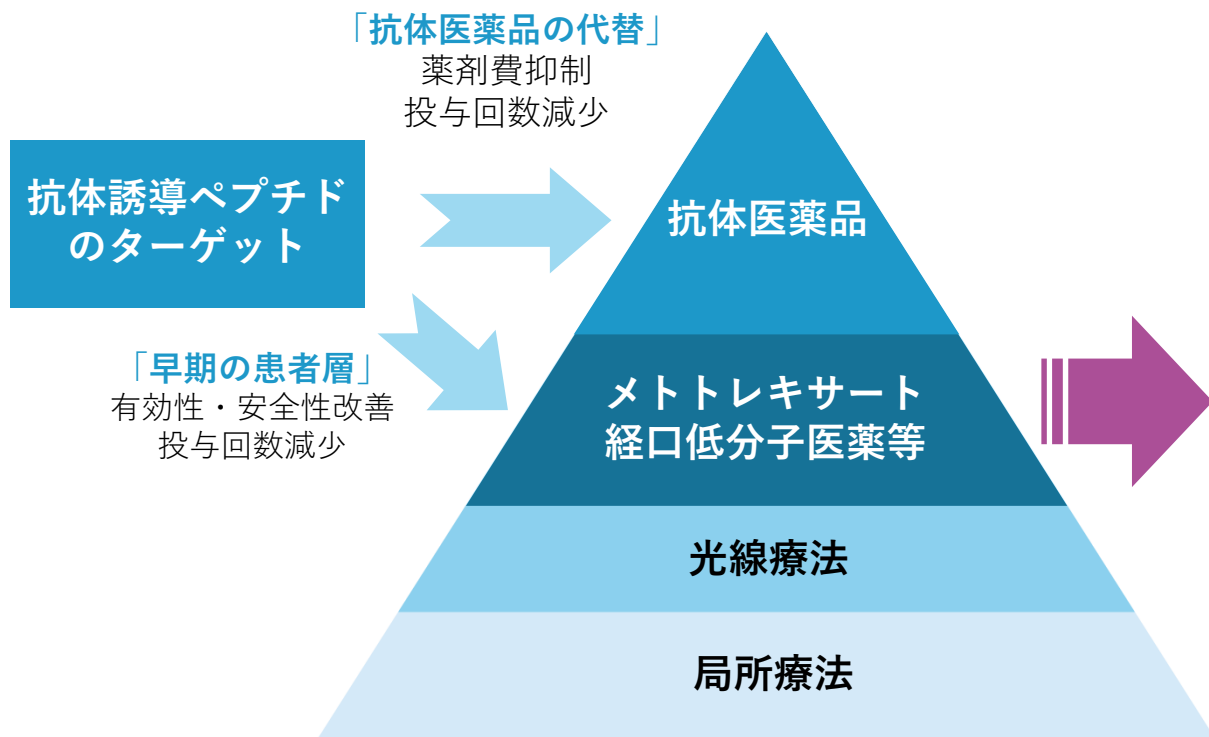 「抗体医薬品の代替」
薬剤費抑制
投与回数減少
抗体誘導ペプチド
のターゲット
「早期の患者層」
有効性・安全性改善
投与回数減少
抗体医薬品
メトトレキサート
経口低分子医薬等
光線療法
局所療法